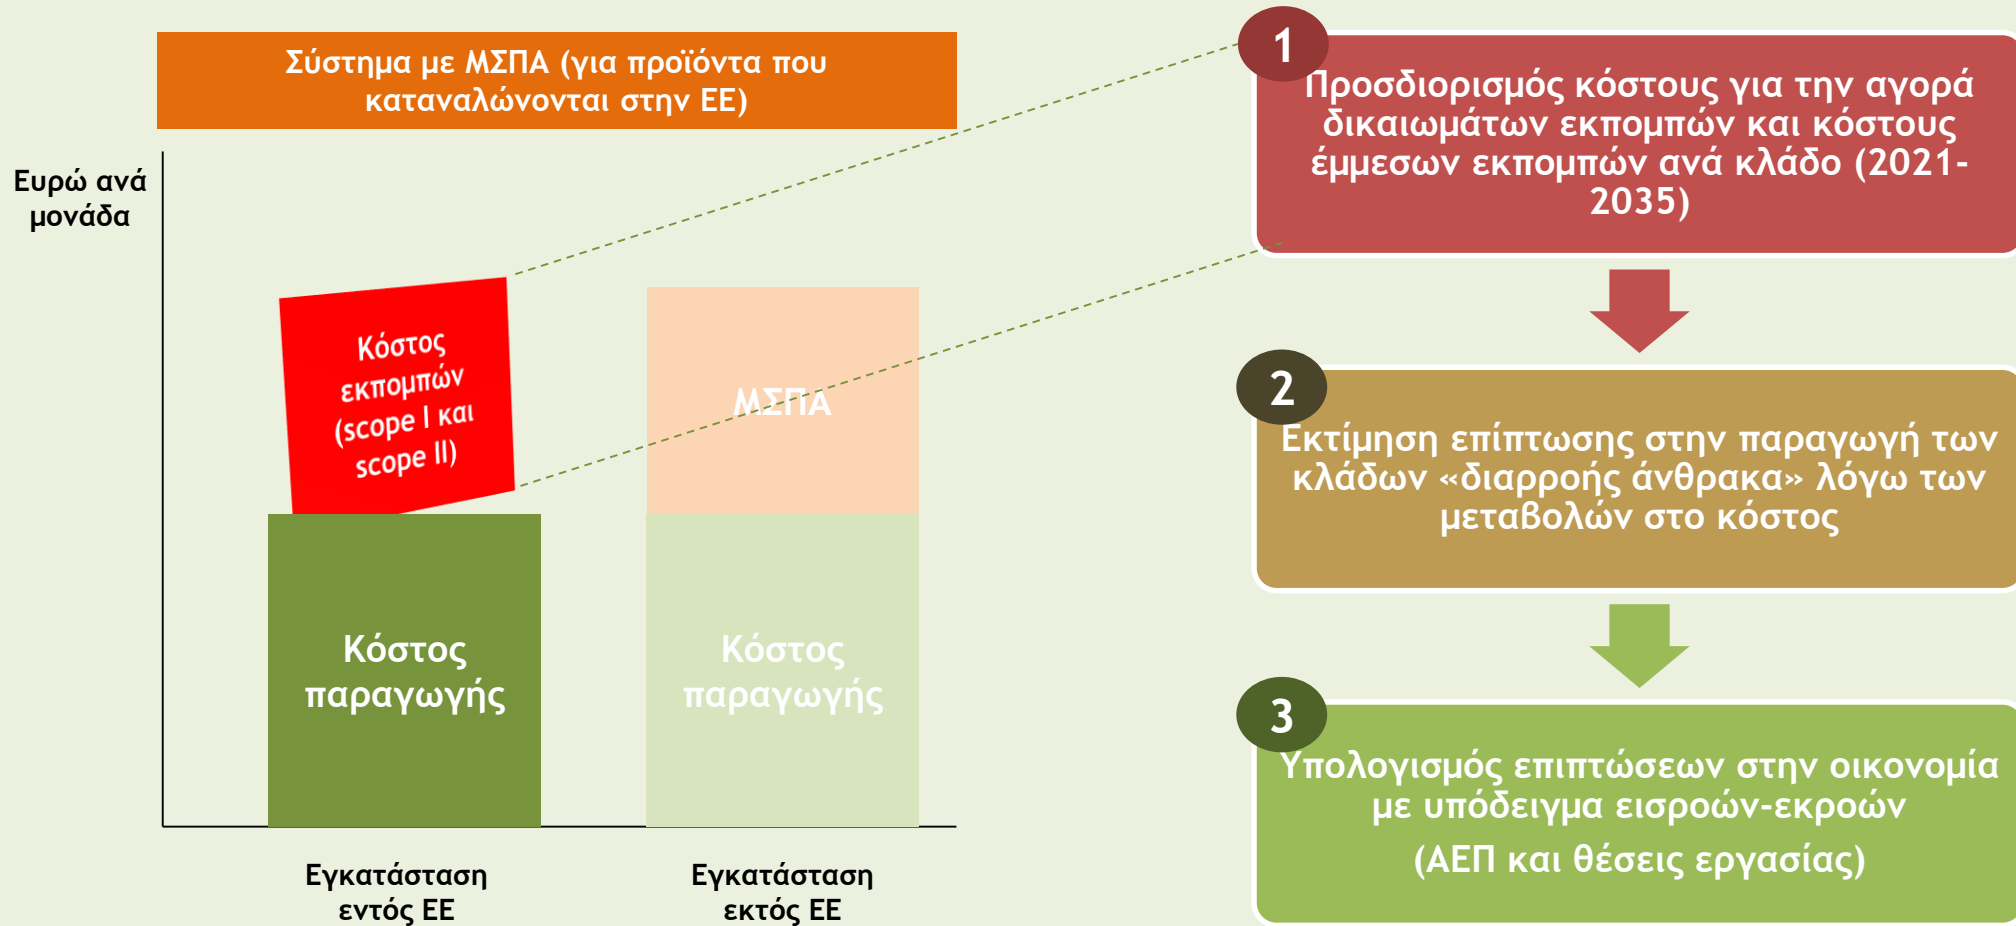 Σύστημα με ΜΣΠΑ (για προϊόντα που
καταναλώνονται στην ΕΕ)
Ευρώ ανά
μονάδα
Κόστος
εκπομπών
(scope I και
scope II)
ΜΣΠΑ
Κόστος
παραγωγής
Κόστος
παραγωγής
Εγκατάσταση
εντός ΕΕ
Εγκατάσταση
εκτός ΕΕ
1
Προσδιορισμός κόστους για την αγορά
δικαιωμάτων εκπομπών και κόστους
έμμεσων εκπομπών ανά κλάδο (2021-
2035)
2
Εκτίμηση επίπτωσης στην παραγωγή των
κλάδων «διαρροής άνθρακα» λόγω των
μεταβολών στο κόστος
3
Υπολογισμός επιπτώσεων στην οικονομία
με υπόδειγμα εισροών-εκροών
(ΑΕΠ και θέσεις εργασίας)